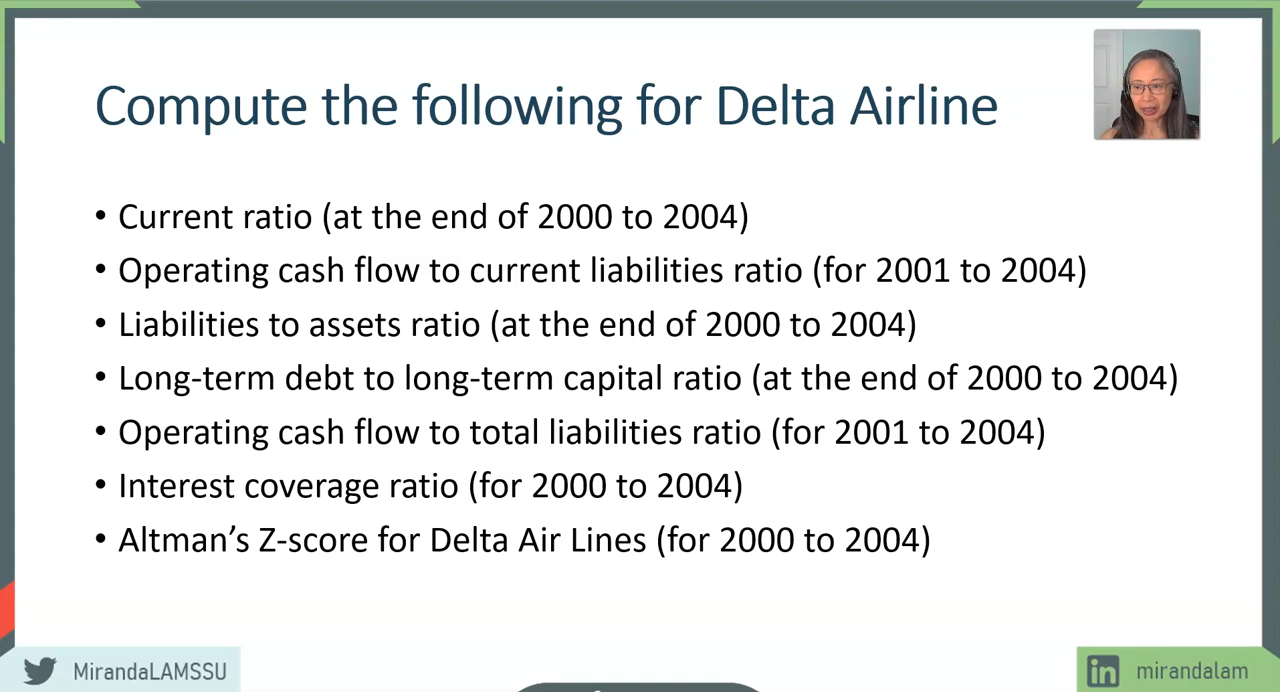 Compute the following for Delta Airline
• Current ratio (at the end of 2000 to 2004)
• Operating cash flow to current liabilities ratio (for 2001 to 2004)
• Liabilities to assets ratio (at the end of 2000 to 2004)
• Long-term debt to long-term capital ratio (at the end of 2000 to 2004)
• Operating cash flow to total liabilities ratio (for 2001 to 2004)
• Interest coverage ratio (for 2000 to 2004)
• Altman’s Z-score for Delta Air Lines (for 2000 to 2004)
MirandaLAMSSU
in mirandalam